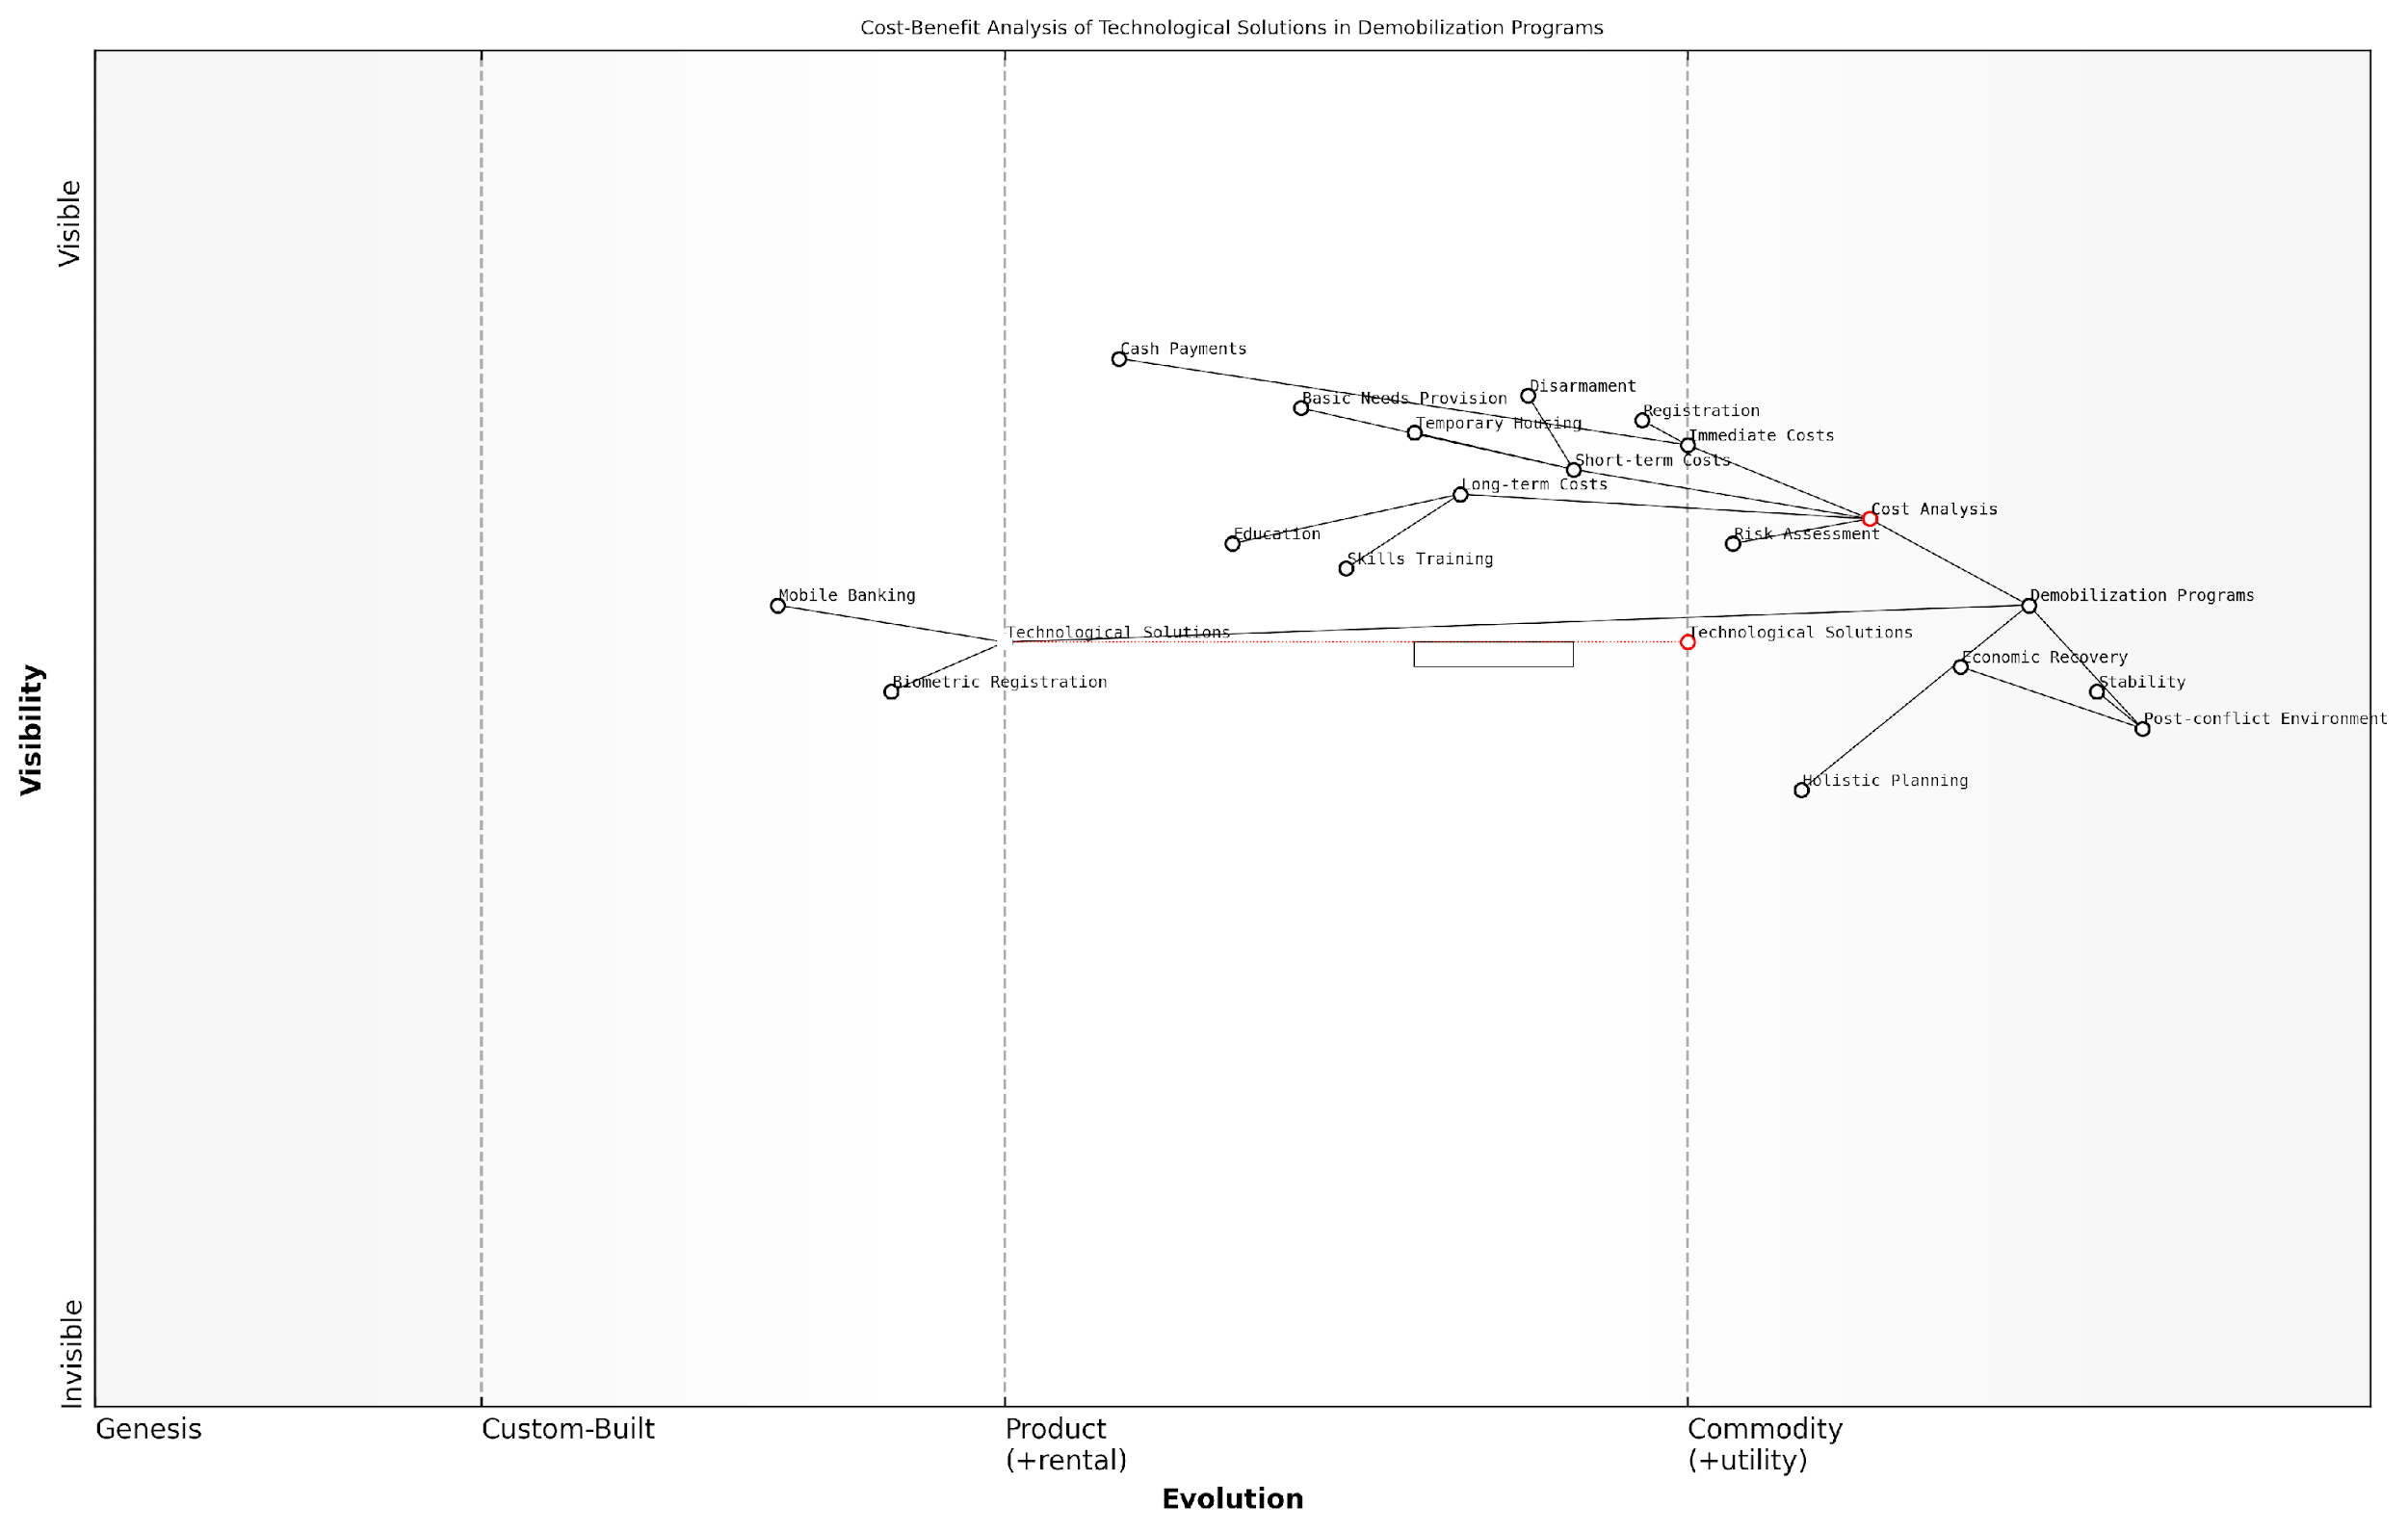 Cost-Benefit Analysis of Technological Solutions in Demobilization Programs
Visible
Cash Payments
Disarmament
Basic Needs Provision
Registration
Temporary Housing
Immediate Costs
Short-term Costs
Long-term Costs
Cost Analysis
Education
Risk Assessment
Skills Training
Mobile Banking
Demobilization Programs
Technological Solutions
Technological Solutions
Economic Recovery
Biometric Registration
Stability
Post-conflict Environment
Holistic Planning
Visibility
Invisible
Genesis
Custom-Built
Product
(+rental)
Commodity
(+utility)
Evolution